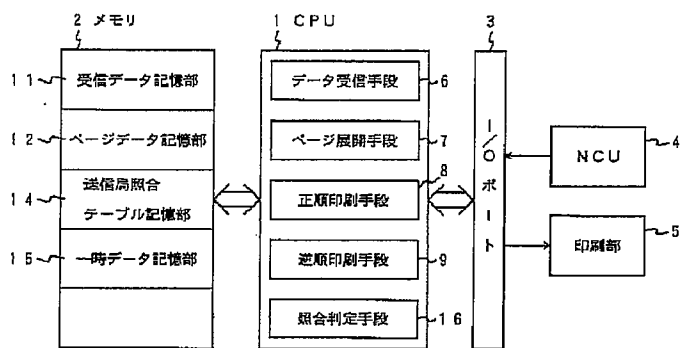 2 メモリ
1 CPU
3
11
受信データ記憶部
データ受信手段
6
12
ページデータ記憶部
ページ展開手段
7
I/Oポート
NCU
4
14
送信局照合
テーブル記憶部
正順印刷手段
8
印刷部
5
15
一時データ記憶部
逆順印刷手段
9
照合判定手段
16